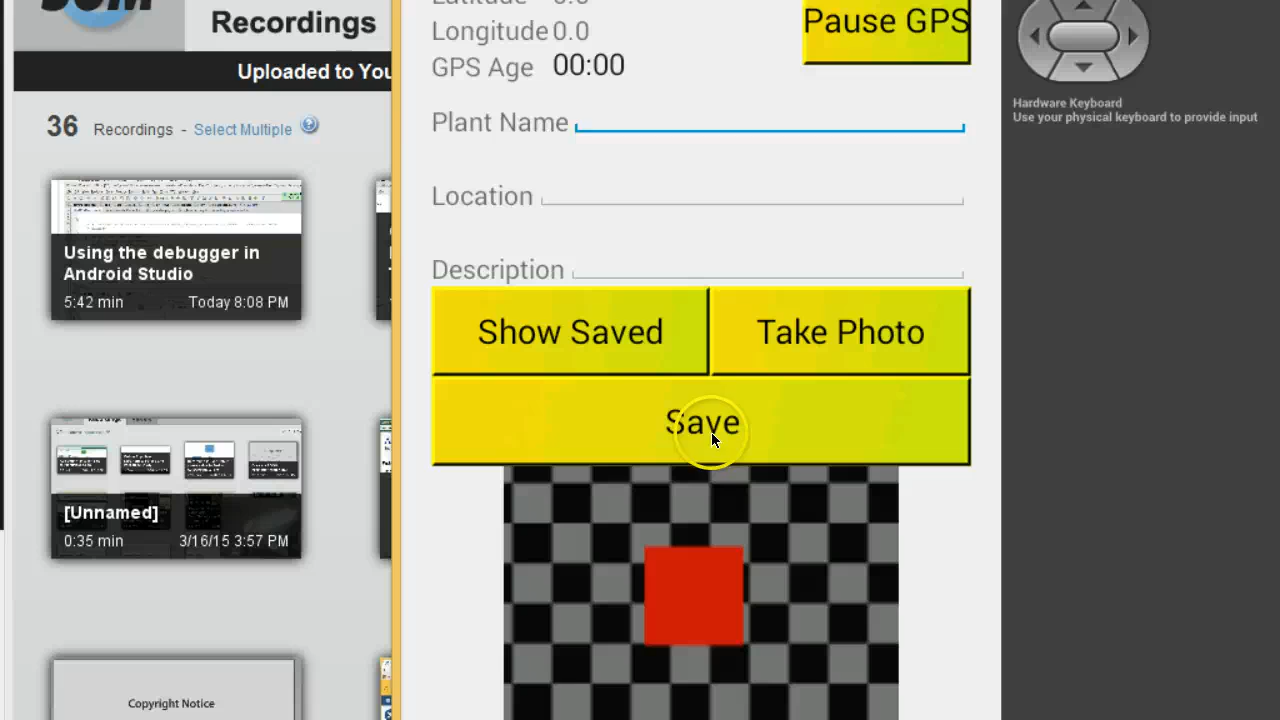 Recordings
Uploaded to You
36 Recordings - Select Multiple
Using the debugger in
Android Studio
5:42 min Today 8:08 PM
[Unnamed]
0:35 min 3/16/15 3:57 PM
Copyright Notice
Latitude 0.0
Longitude 0.0
GPS Age 00:00
Pause GPS
Plant Name
Location
Description
Show Saved
Take Photo
Save
Hardware Keyboard
Use your physical keyboard to provide input